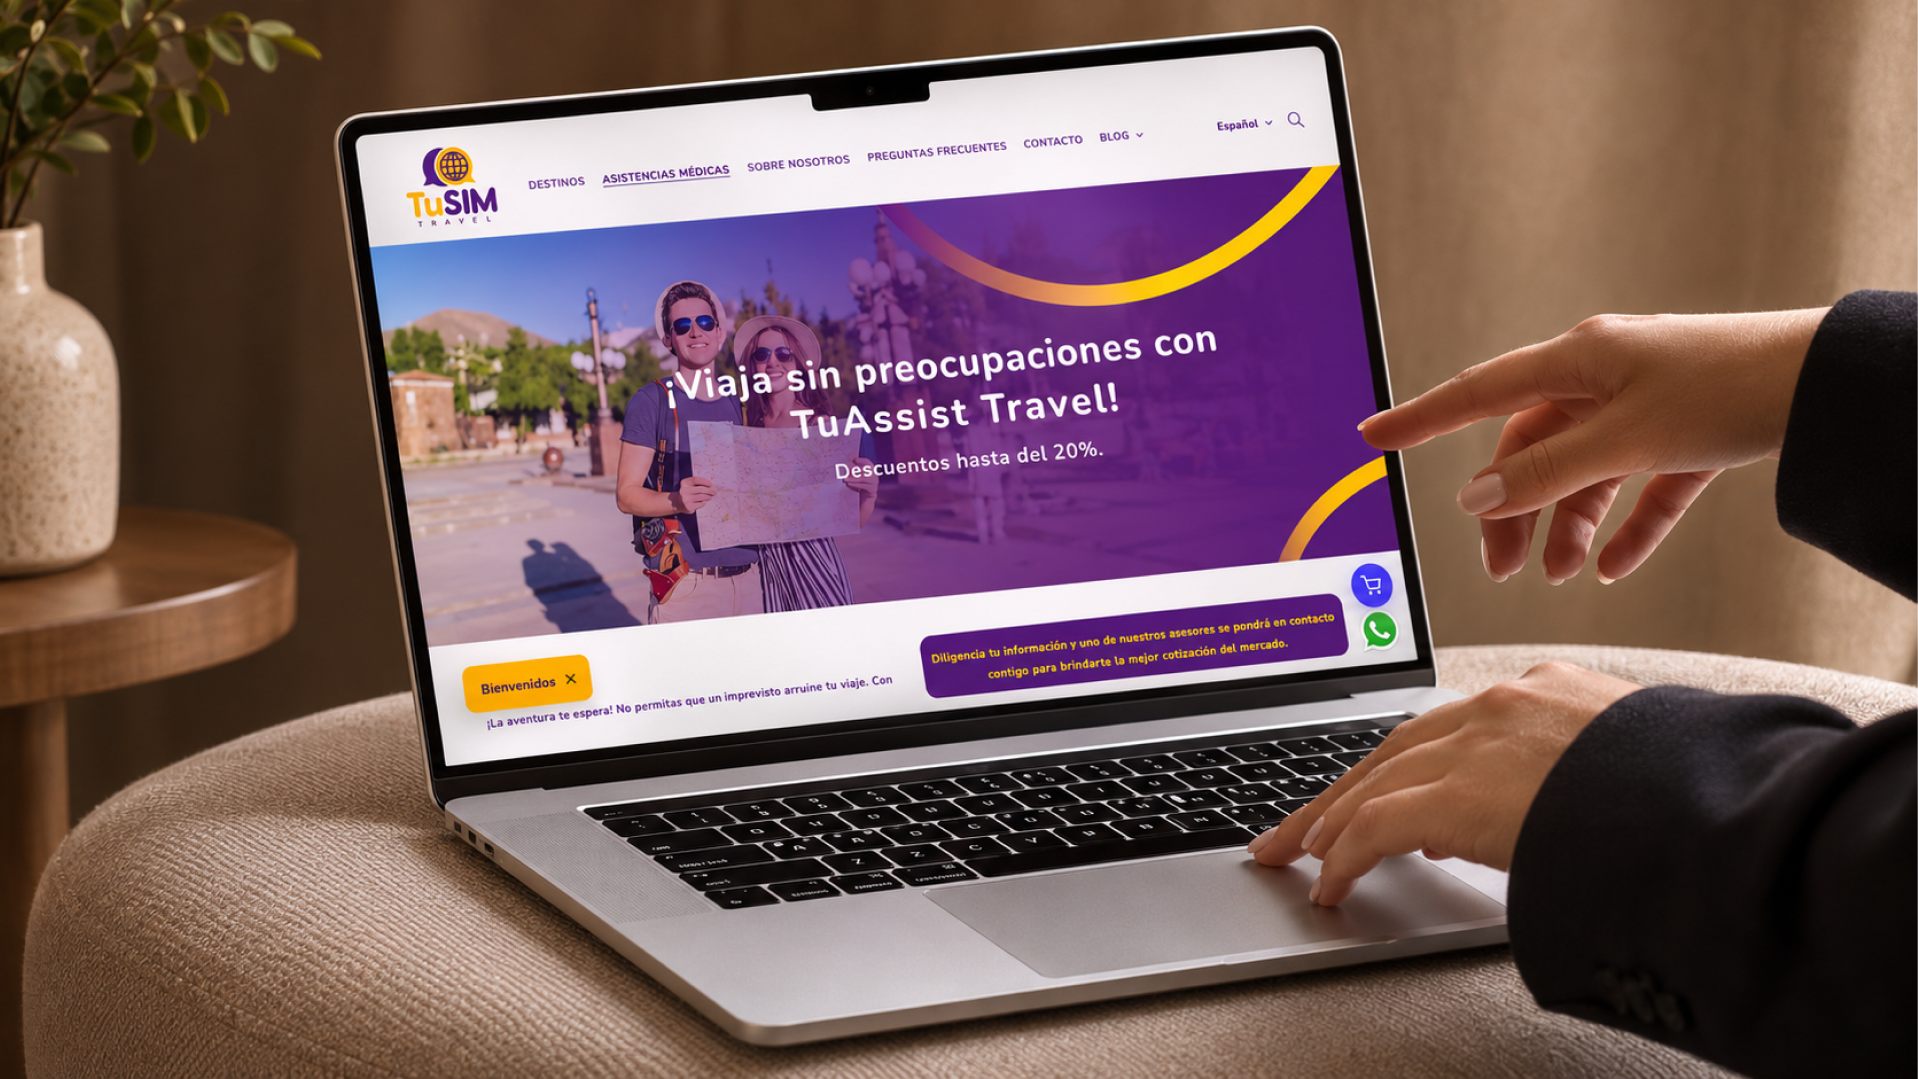 TuSIM
TRAVEL
DESTINOS
ASISTENCIAS MÉDICAS
SOBRE NOSOTROS
PREGUNTAS FRECUENTES
CONTACTO
BLOG
Español
¡Viaja sin preocupaciones con
TuAssist Travel!
Descuentos hasta del 20%.
Diligencia tu información y uno de nuestros asesores se pondrá en contacto
contigo para brindarte la mejor cotización del mercado.
Bienvenidos X
¡La aventura te espera! No permitas que un imprevisto arruine tu viaje. Con